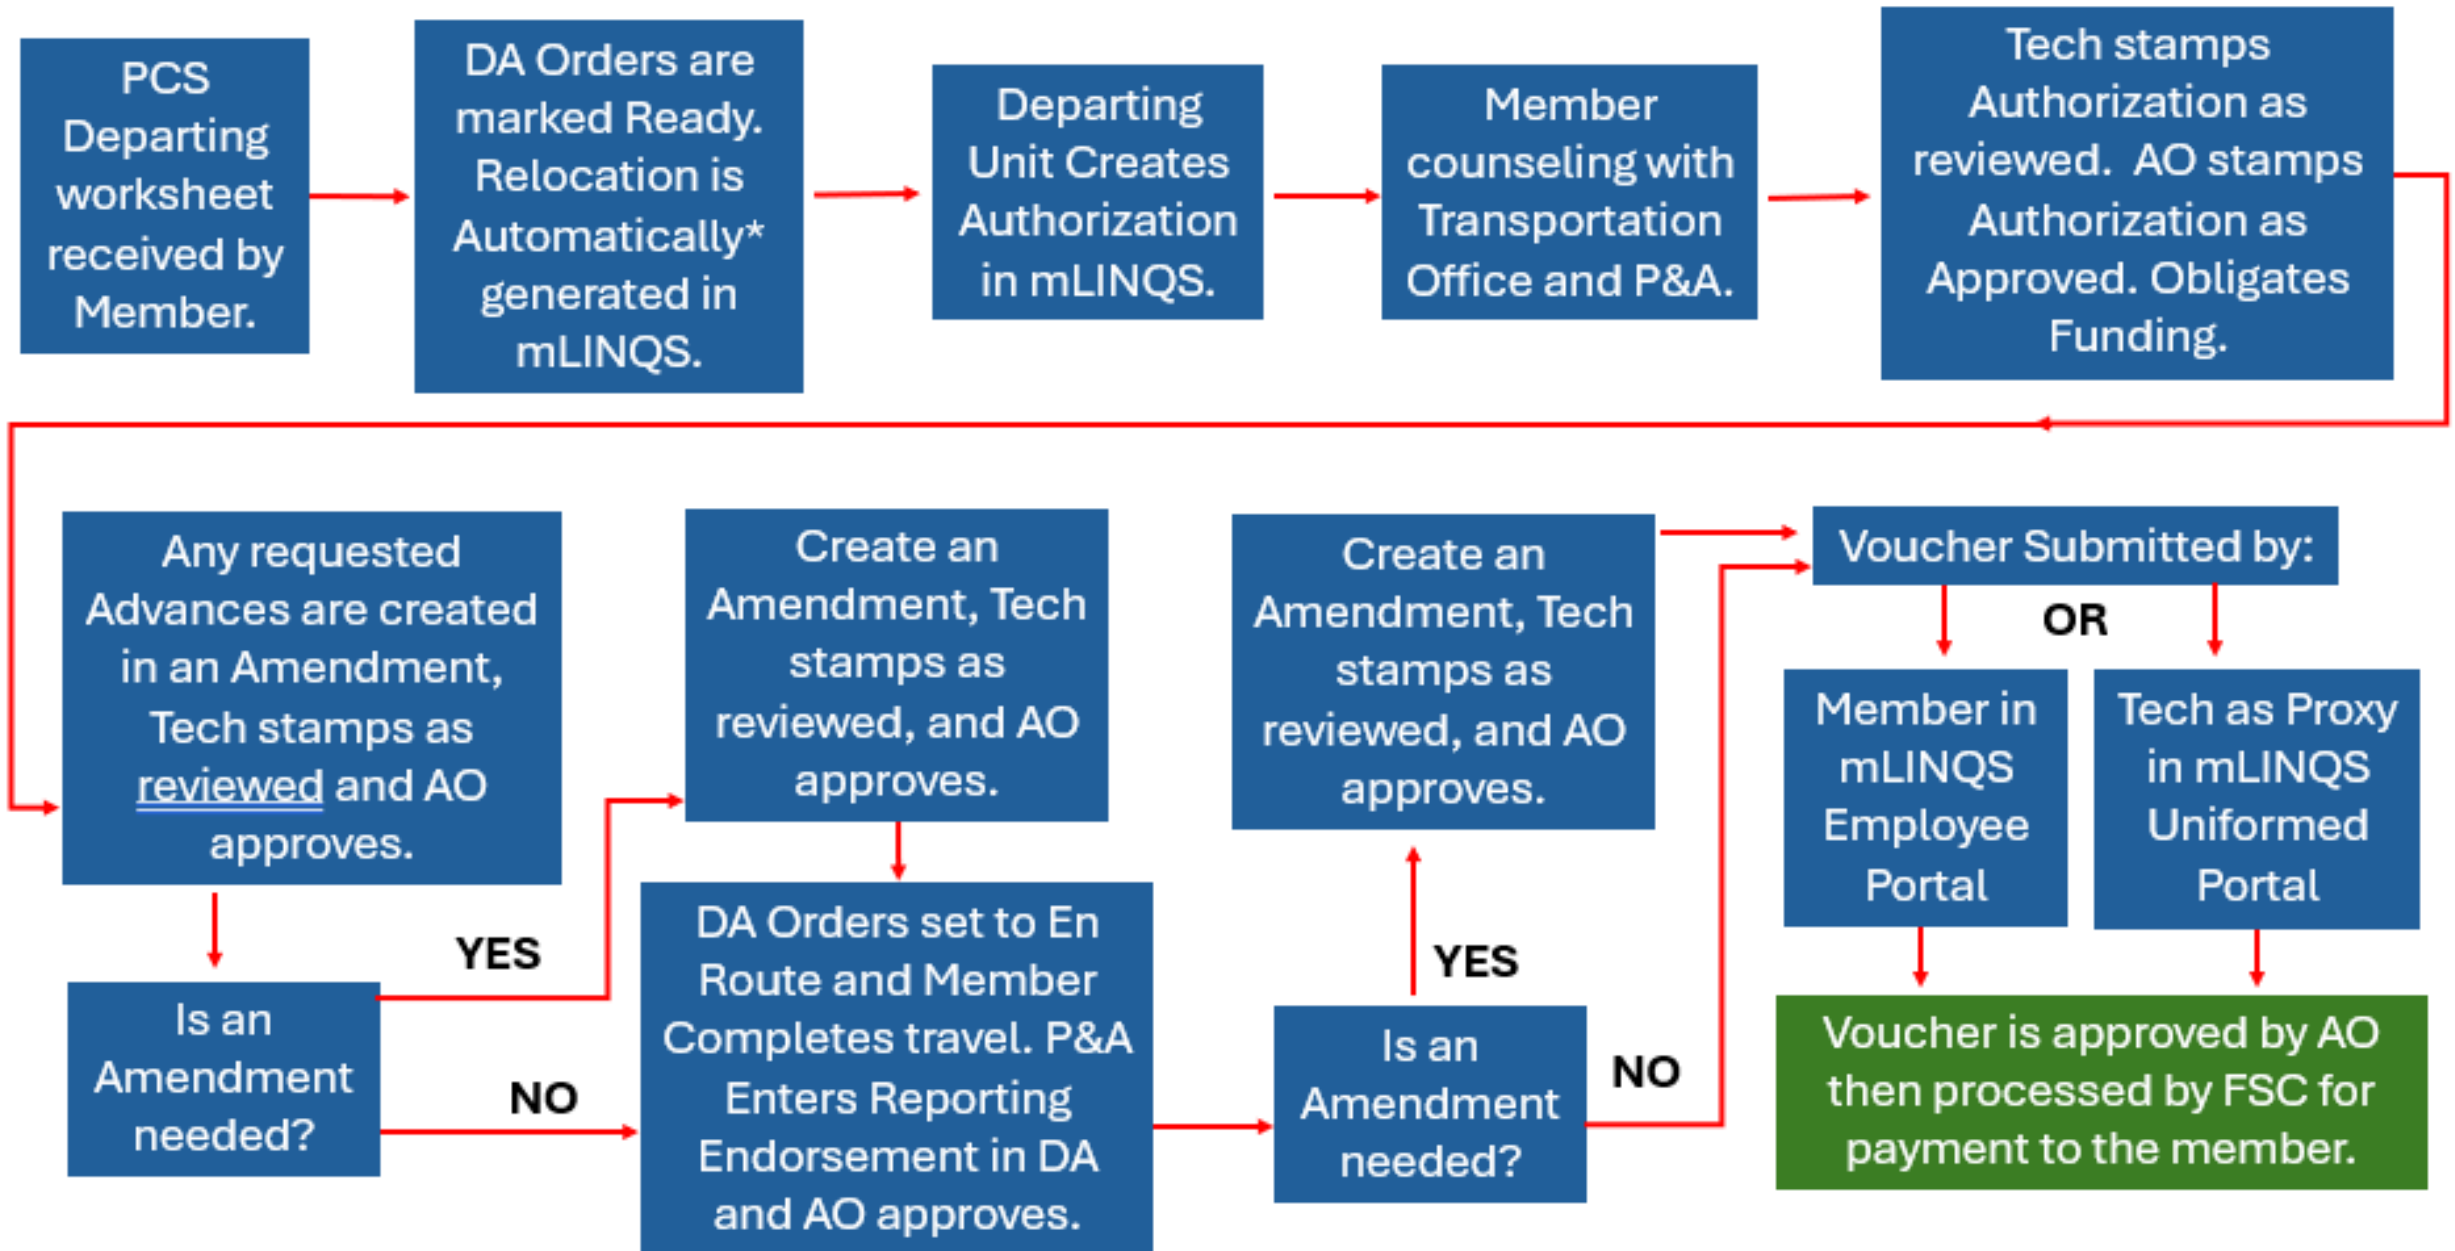 PCS
Departing
worksheet
received by
Member.
DA Orders are
marked Ready.
Relocation is
Automatically*
generated in
mLINQS.
Departing
Unit Creates
Authorization
in mLINQS.
Member
counseling with
Transportation
Office and P&A.
Tech stamps
Authorization as
reviewed.  AO stamps
Authorization as
Approved. Obligates
Funding.
Any requested
Advances are created
in an Amendment,
Tech stamps as
reviewed and AO
approves.
Is an
Amendment
needed?
YES
NO
Create an
Amendment, Tech
stamps as
reviewed, and AO
approves.
DA Orders set to En
Route and Member
Completes travel. P&A
Enters Reporting
Endorsement in DA
and AO approves.
Is an
Amendment
needed?
YES
NO
Create an
Amendment, Tech
stamps as
reviewed, and AO
approves.
Voucher Submitted by:
OR
Member in
mLINQS
Employee
Portal
Tech as Proxy
in mLINQS
Uniformed
Portal
Voucher is approved by AO
then processed by FSC for
payment to the member.